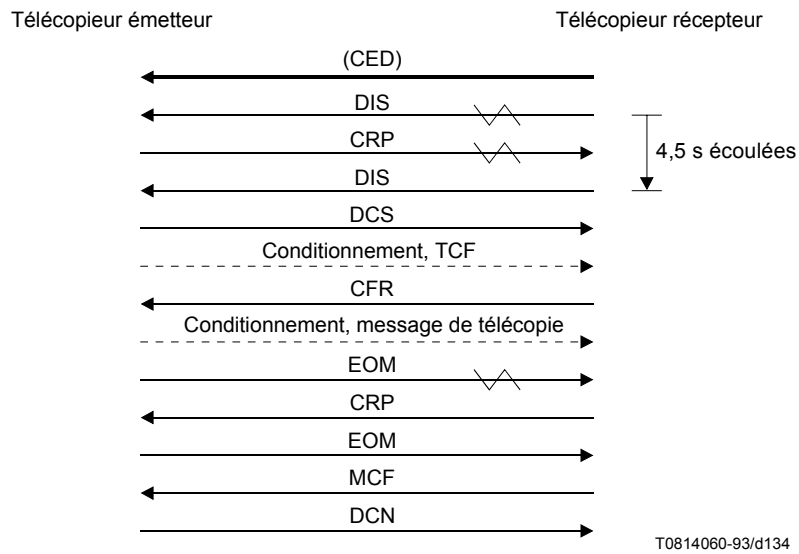 Télécopieur émetteur
Télécopieur récepteur
(CED)
DIS
CRP
4,5 s écoulées
DIS
DCS
Conditionnement, TCF
CFR
Conditionnement, message de télécopie
EOM
CRP
EOM
MCF
DCN
T0814060-93/d134